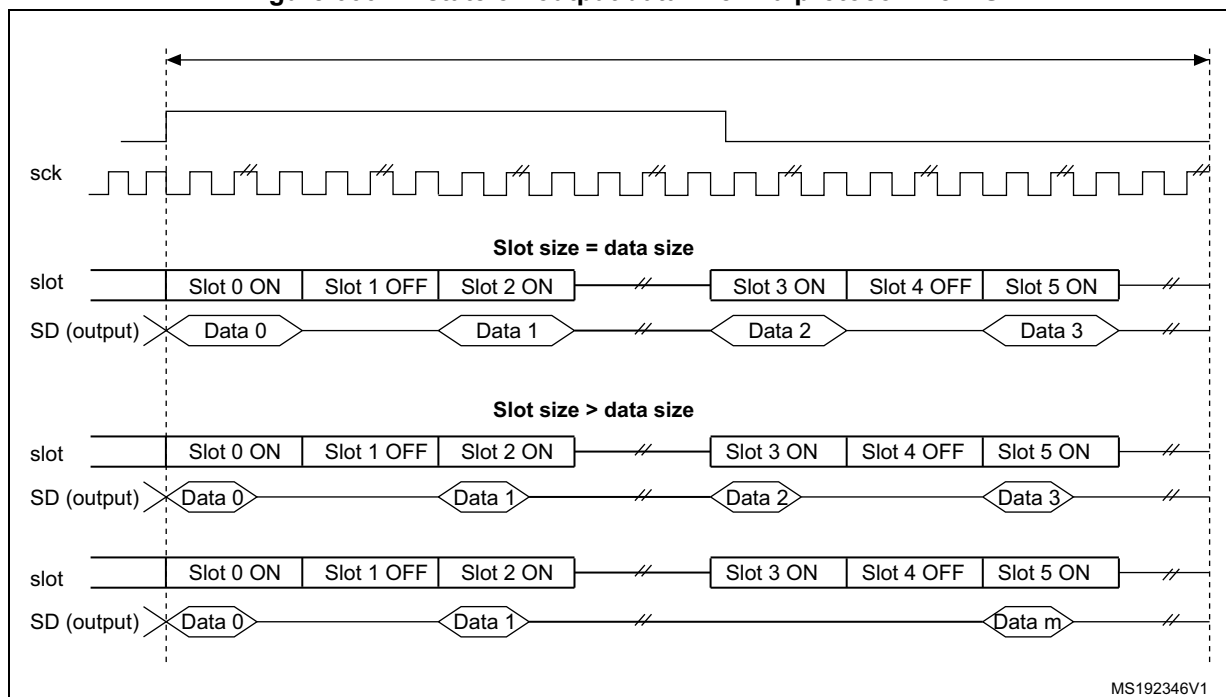 sck
Slot size = data size
slot Slot 0 ON Slot 1 OFF Slot 2 ON Slot 3 ON Slot 4 OFF Slot 5 ON
SD (output) Data 0 Data 1 Data 2 Data 3
Slot size > data size
slot Slot 0 ON Slot 1 OFF Slot 2 ON Slot 3 ON Slot 4 OFF Slot 5 ON
SD (output) Data 0 Data 1 Data 2 Data 3
slot Slot 0 ON Slot 1 OFF Slot 2 ON Slot 3 ON Slot 4 OFF Slot 5 ON
SD (output) Data 0 Data 1 Data m
MS192346V1